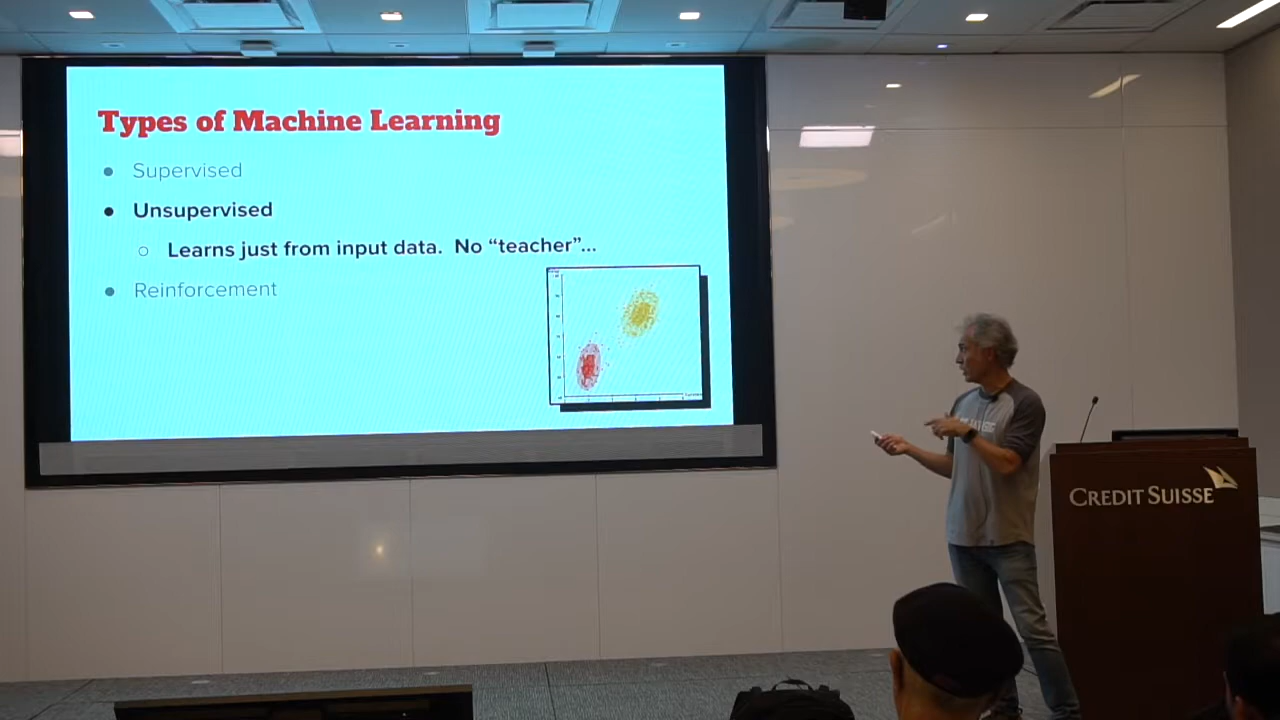 Types of Machine Learning
Supervised
Unsupervised
Learns just from input data.  No “teacher”...
Reinforcement
CREDIT SUISSE